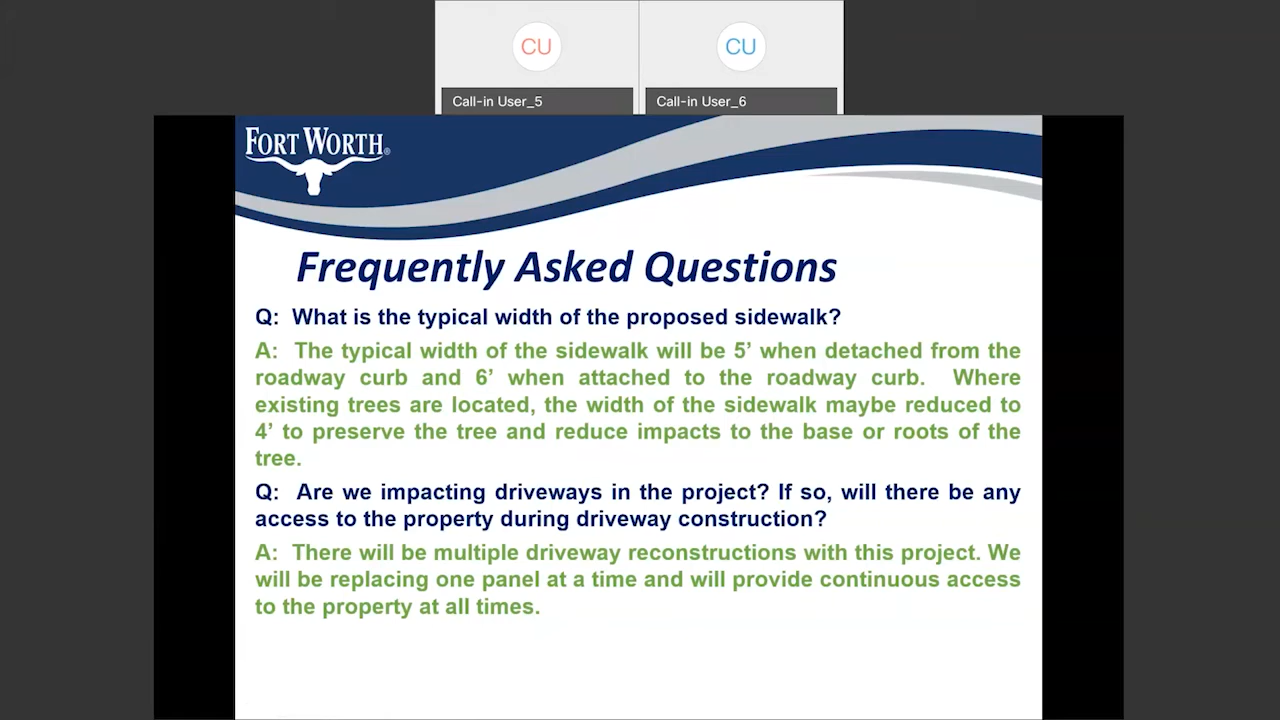 CU
CU
Call-in User_5
Call-in User_6
FORT WORTH®
Frequently Asked Questions
Q: What is the typical width of the proposed sidewalk?
A: The typical width of the sidewalk will be 5’ when detached from the
roadway curb and 6’ when attached to the roadway curb. Where
existing trees are located, the width of the sidewalk maybe reduced to
4’ to preserve the tree and reduce impacts to the base or roots of the
tree.
Q: Are we impacting driveways in the project? If so, will there be any
access to the property during driveway construction?
A: There will be multiple driveway reconstructions with this project. We
will be replacing one panel at a time and will provide continuous access
to the property at all times.